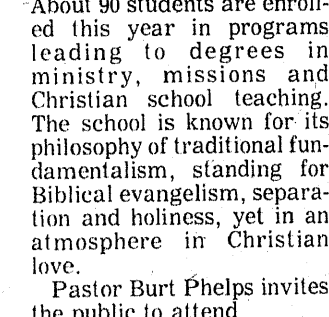 About 90 students are enroll-
ed this year in programs
leading to degrees in
ministry, missions and
Christian school teaching.
The school is known for its
philosophy of traditional fun-
damentalism, standing for
Biblical evangelism, separa-
tion and holiness, yet in an
atmosphere in Christian
love.
Pastor Burt Phelps invites
the public to attend